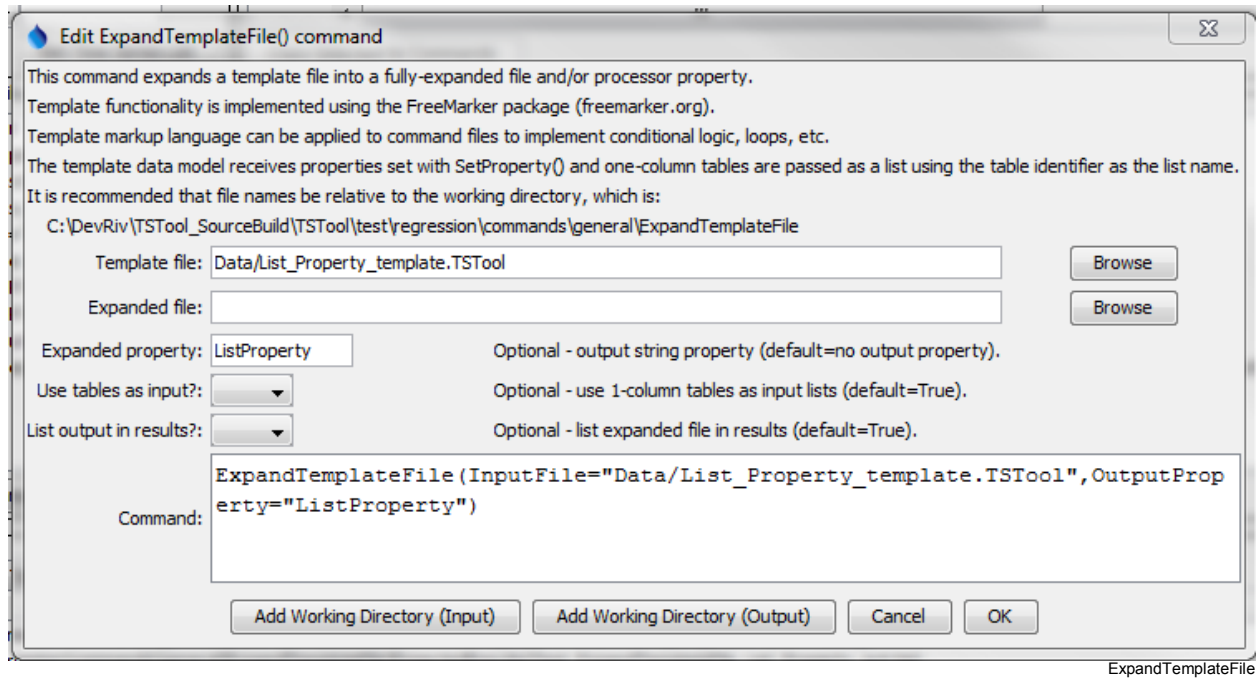 Edit ExpandTemplateFile() command
This command expands a template file into a fully-expanded file and/or processor property.
Template functionality is implemented using the FreeMarker package (freemarker.org).
Template markup language can be applied to command files to implement conditional logic, loops, etc.
The template data model receives properties set with SetProperty() and one-column tables are passed as a list using the table identifier as the list name.
It is recommended that file names be relative to the working directory, which is:
C:\DevRiv\TSTool_SourceBuild\TSTool\test\regression\commands\general\ExpandTemplateFile
Template file: Data/List_Property_template.TSTool Browse
Expanded file: Browse
Expanded property: ListProperty Optional - output string property (default=no output property).
Use tables as input?: Optional - use 1-column tables as input lists (default=True).
List output in results?: Optional - list expanded file in results (default=True).
ExpandTemplateFile(InputFile="Data/List_Property_template.TSTool",OutputProp
erty="ListProperty")
Command:
Add Working Directory (Input) Add Working Directory (Output) Cancel OK
ExpandTemplateFile